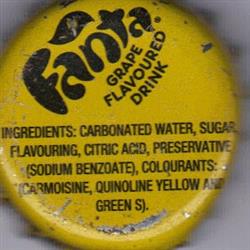 Fanta®
GRAPE
FLAVOURED
DRINK
INGREDIENTS: CARBONATED WATER, SUGAR,
FLAVOURING, CITRIC ACID, PRESERVATIVE
(SODIUM BENZOATE), COLOURANTS:
(CARMOISINE, QUINOLINE YELLOW AND
GREEN S).